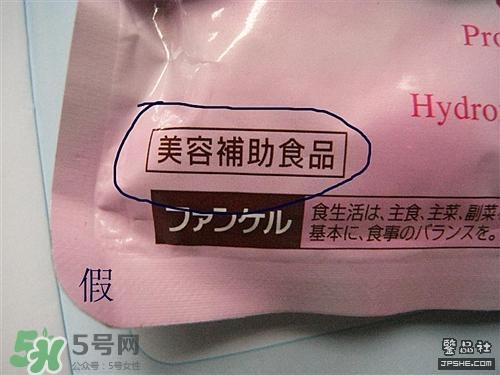 Pro
Hydro
美容補助食品
ファンケル
食生活は、主食、主菜、副菜
基本に、食事のバランスを。
假
5号网
公众号：5号女性
鑒品社
JPSHE.COM